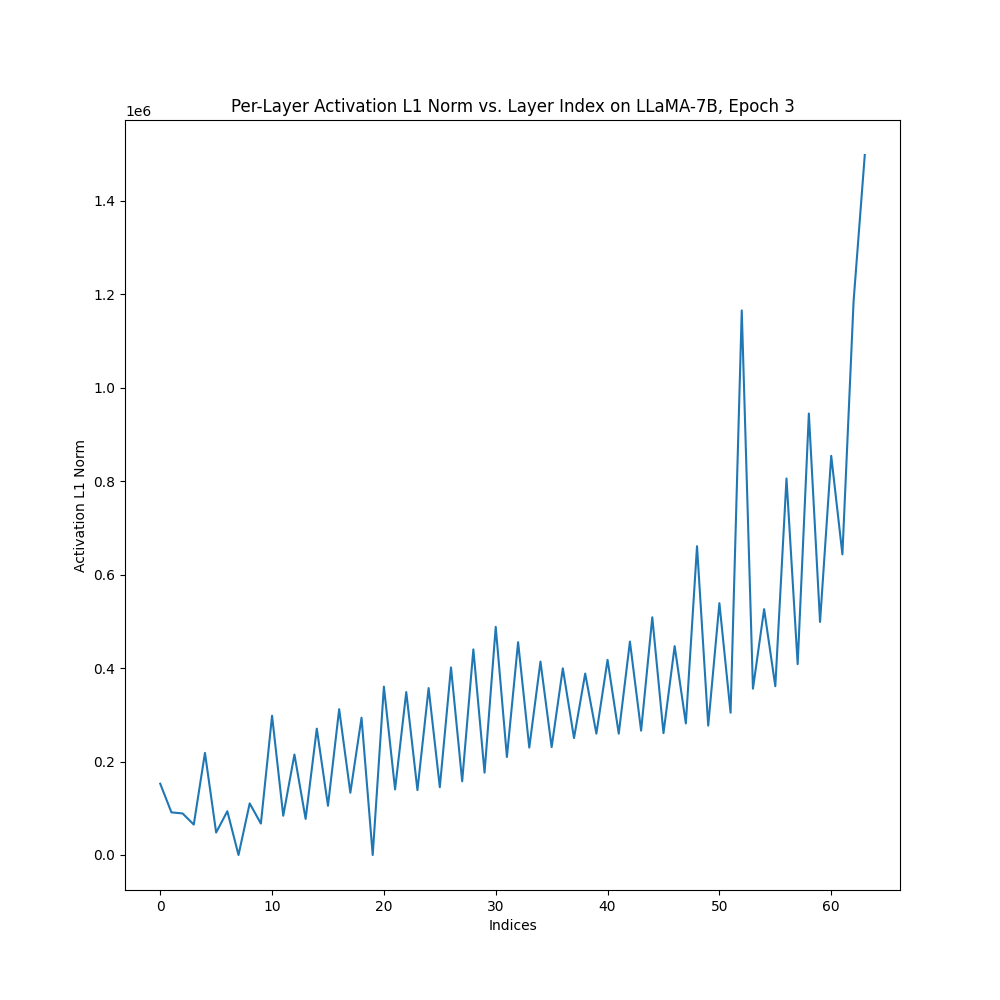 Per-Layer Activation L1 Norm vs. Layer Index on LLaMA-7B, Epoch 3
1e6
1.4
1.2
1.0
0.8
0.6
0.4
0.2
0.0
Activation L1 Norm
0 10 20 30 40 50 60
Indices